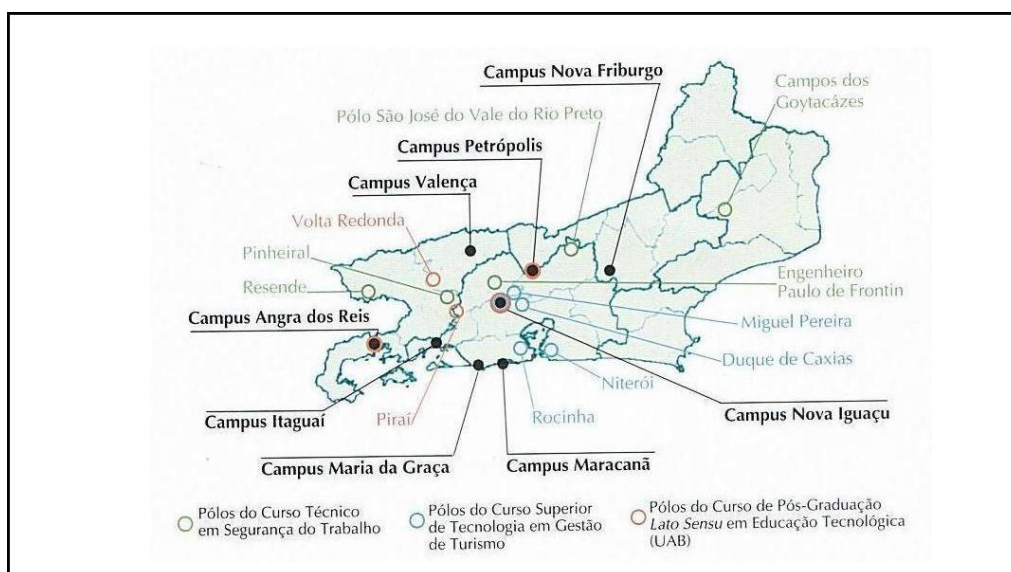 Campus Nova Friburgo
Campos dos
Goytacázes
Pólo São José do Vale do Rio Preto
Campus Petrópolis
Campus Valença
Volta Redonda
Pinheiral
Resende
Engenheiro
Paulo de Frontin
Campus Angra dos Reis
Miguel Pereira
Duque de Caxias
Niterói
Campus Itaguaí
Piraí
Rocinha
Campus Nova Iguaçu
Campus Maria da Graça
Campus Maracanã
Pólos do Curso Técnico
em Segurança do Trabalho
Pólos do Curso Superior
de Tecnologia em Gestão
de Turismo
Pólos do Curso de Pós-Graduação
Lato Sensu em Educação Tecnológica
(UAB)